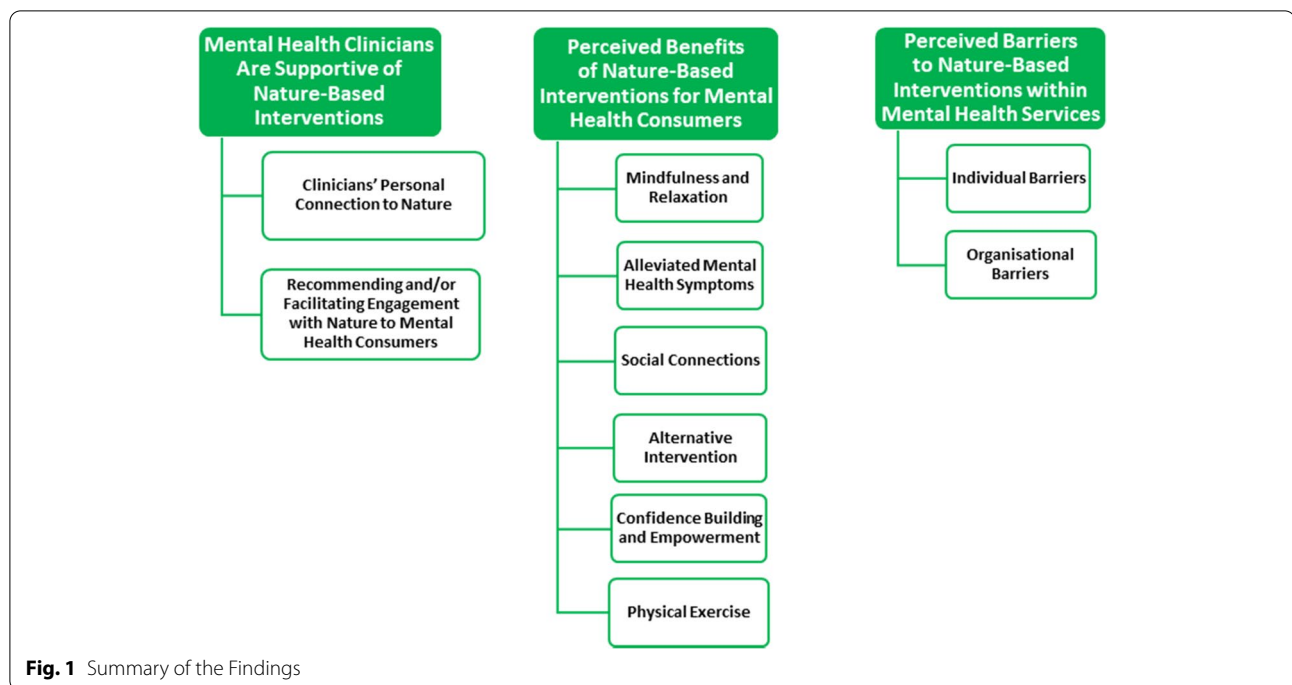 Mental Health Clinicians
Are Supportive of
Nature-Based
Interventions
Clinicians' Personal
Connection to Nature
Recommending and/or
Facilitating Engagement
with Nature to Mental
Health Consumers
Perceived Benefits
of Nature-Based
Interventions for Mental
Health Consumers
Mindfulness and
Relaxation
Alleviated Mental
Health Symptoms
Social Connections
Alternative
Intervention
Confidence Building
and Empowerment
Physical Exercise
Perceived Barriers
to Nature-Based
Interventions within
Mental Health Services
Individual Barriers
Organisational
Barriers
Fig. 1 Summary of the Findings